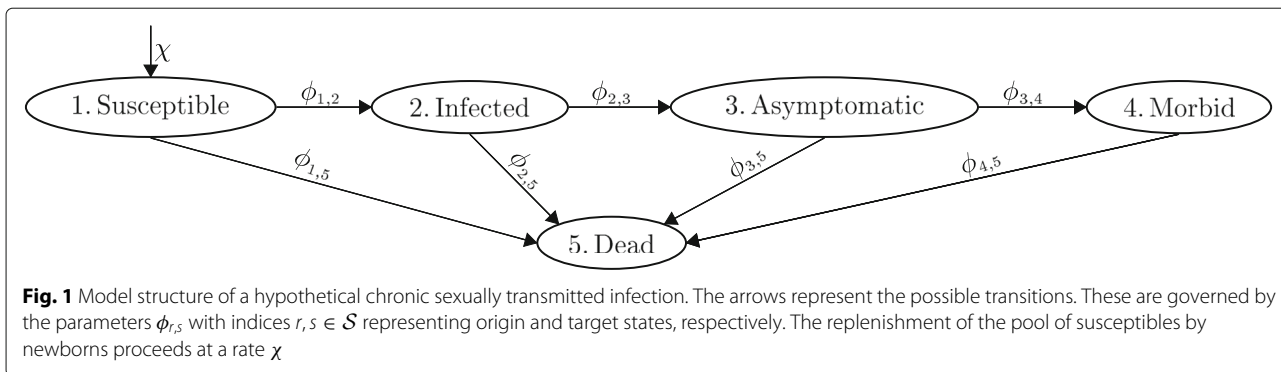 χ
1. Susceptible
ϕ1,2
2. Infected
ϕ2,3
3. Asymptomatic
ϕ3,4
4. Morbid
ϕ1,5
ϕ2,5
ϕ3,5
ϕ4,5
5. Dead
Fig. 1 Model structure of a hypothetical chronic sexually transmitted infection. The arrows represent the possible transitions. These are governed by
the parameters ϕr,s with indices r, s ∈ 𝒮 representing origin and target states, respectively. The replenishment of the pool of susceptibles by
newborns proceeds at a rate χ